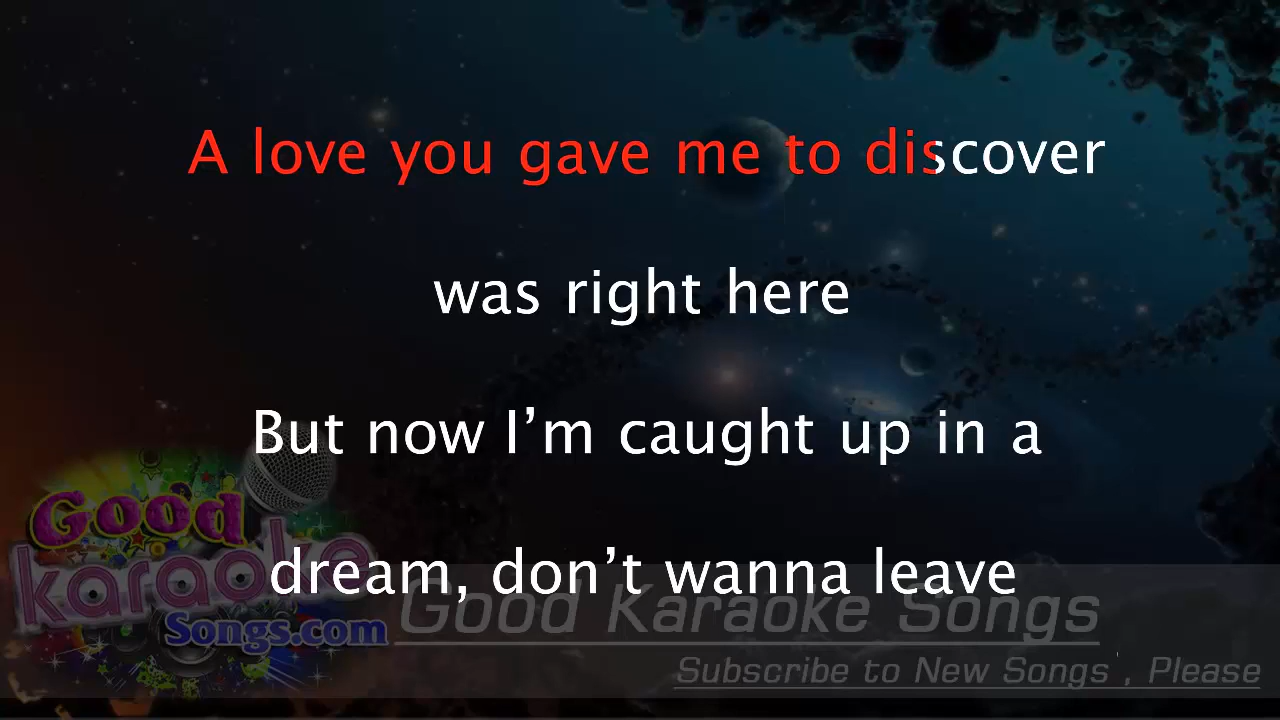 A love you gave me to discover
was right here
But now I’m caught up in a
dream, don’t wanna leave
Good
karaoke
Songs.com
Good Karaoke Songs
Subscribe to New Songs , Please